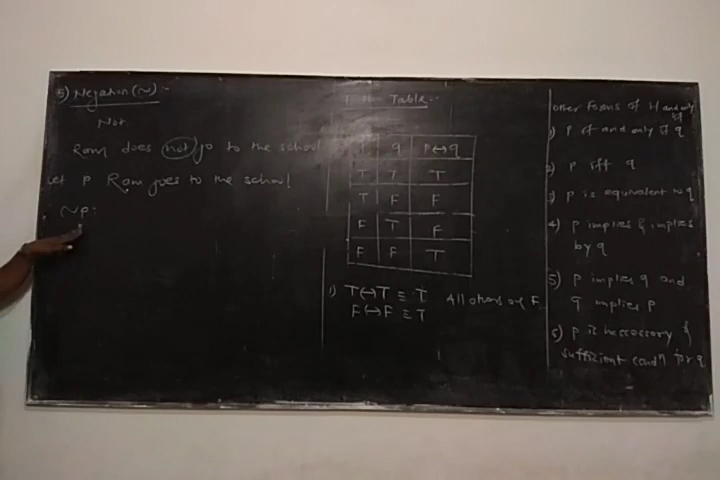 5) Negation (~) :-
Not
Ram does not go to the school
Let p Ram goes to the school
~p:
Table:-
q p↔q
T T T
T F F
F T F
F F T
1) T↔T ≡ T All others are F
F↔F ≡ T
other forms of If and only if
1) P if and only if q
2) P iff q
3) P is equivalent to q
4) p implies & implies
by q
5) P implies q and
q implies P
6) P is neccessory &
sufficient condn for q